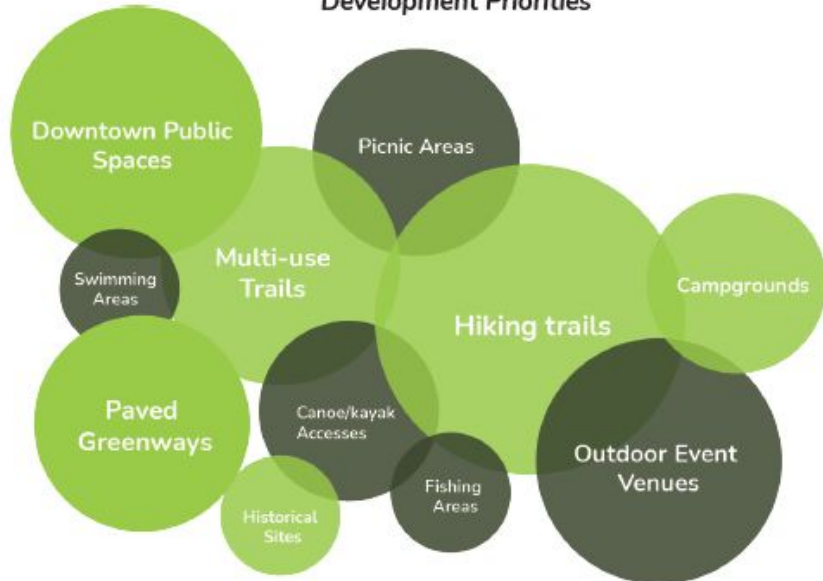 Development Priorities
Downtown Public
Spaces
Picnic Areas
Multi-use
Trails
Swimming
Areas
Campgrounds
Hiking trails
Paved
Greenways
Canoe/kayak
Accesses
Outdoor Event
Venues
Fishing
Areas
Historical
Sites